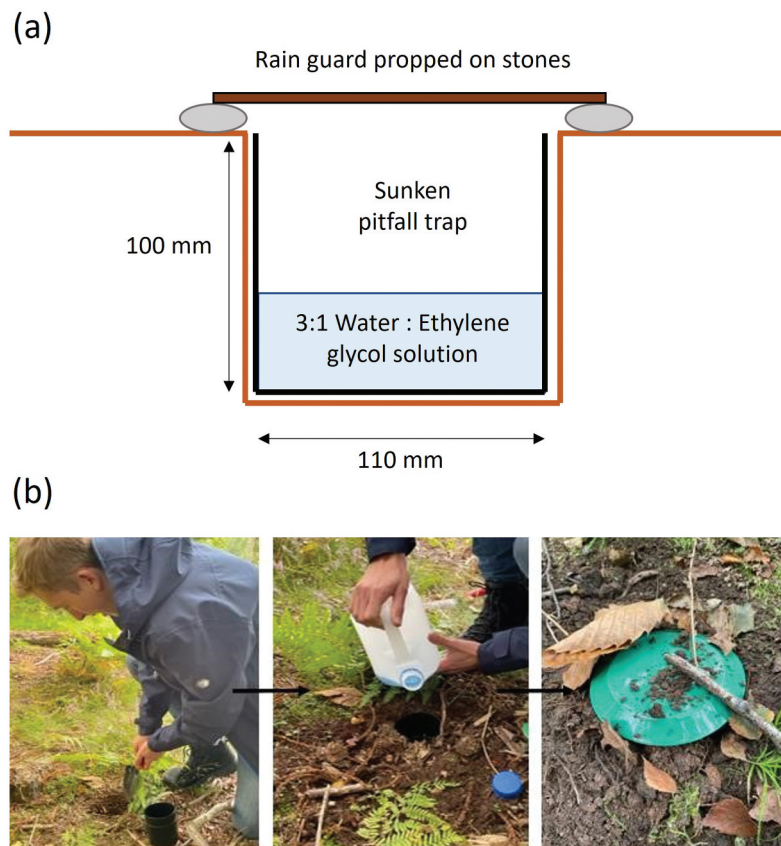 (a)
Rain guard propped on stones
Sunken
pitfall trap
100 mm
3:1 Water : Ethylene
glycol solution
110 mm
(b)